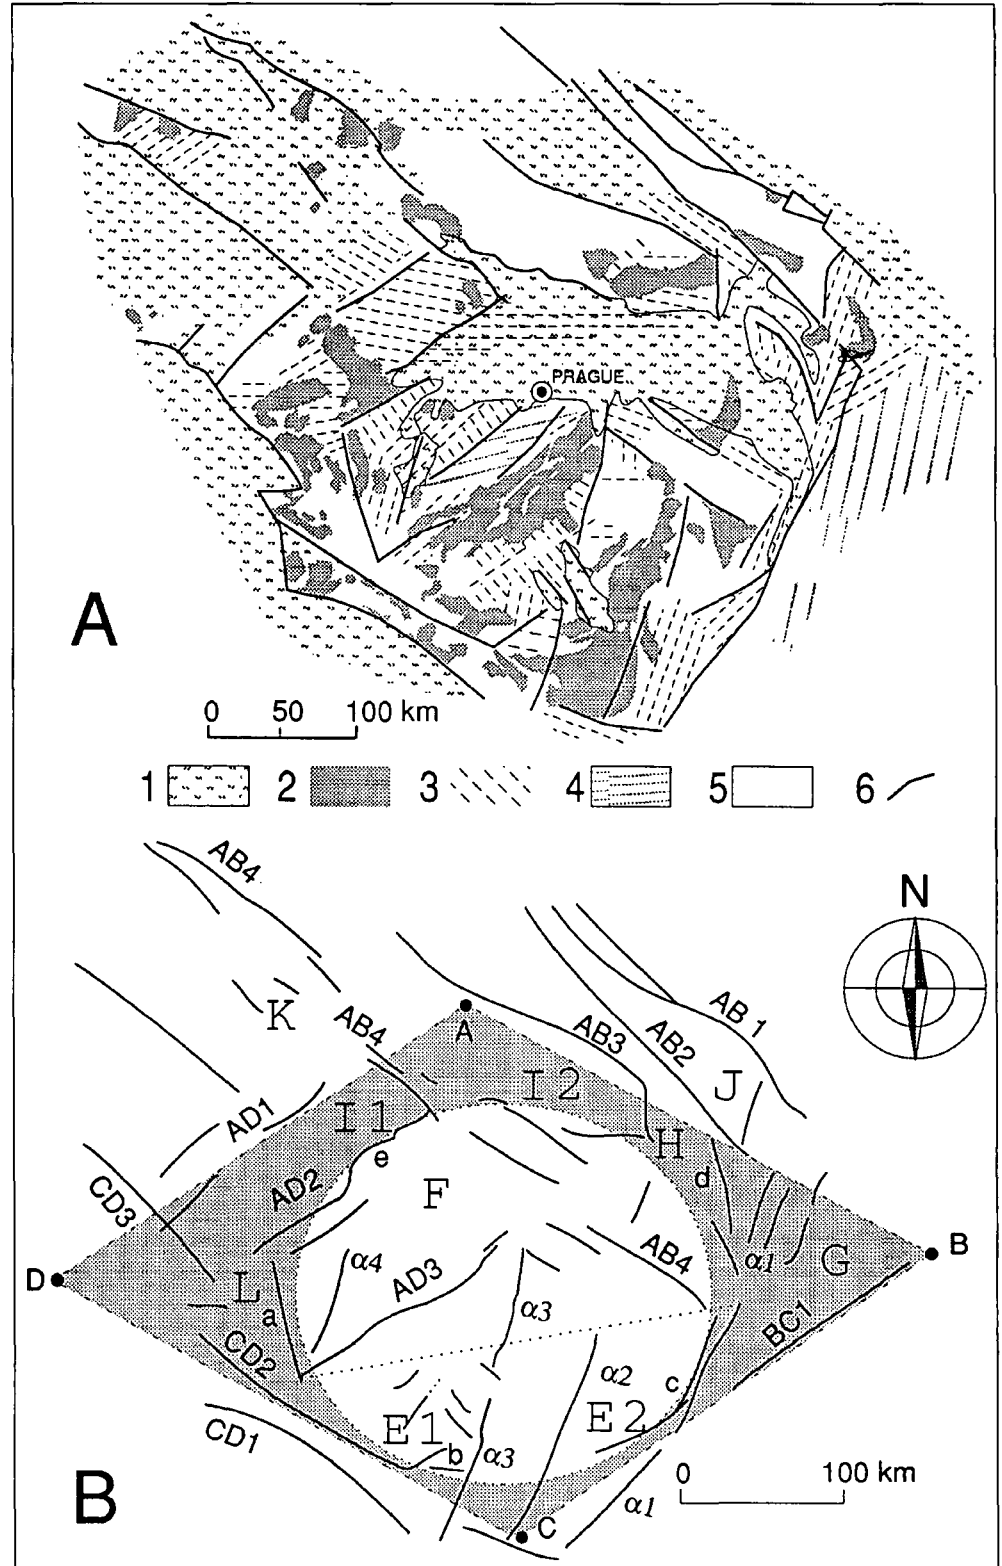 PRAGUE
A
0 50 100 km
1 2 3 4 5 6
AB4
N
K
AB4
A
AB3
AB2
AB 1
J
I2
AD1
I1
H
e
d
CD3
AD2
F
B
D
α4
AB4
α1
G
L
AD3
a
α3
BC1
CD2
α2
c
E1
E2
CD1
b
α3
0 100 km
α1
B
C